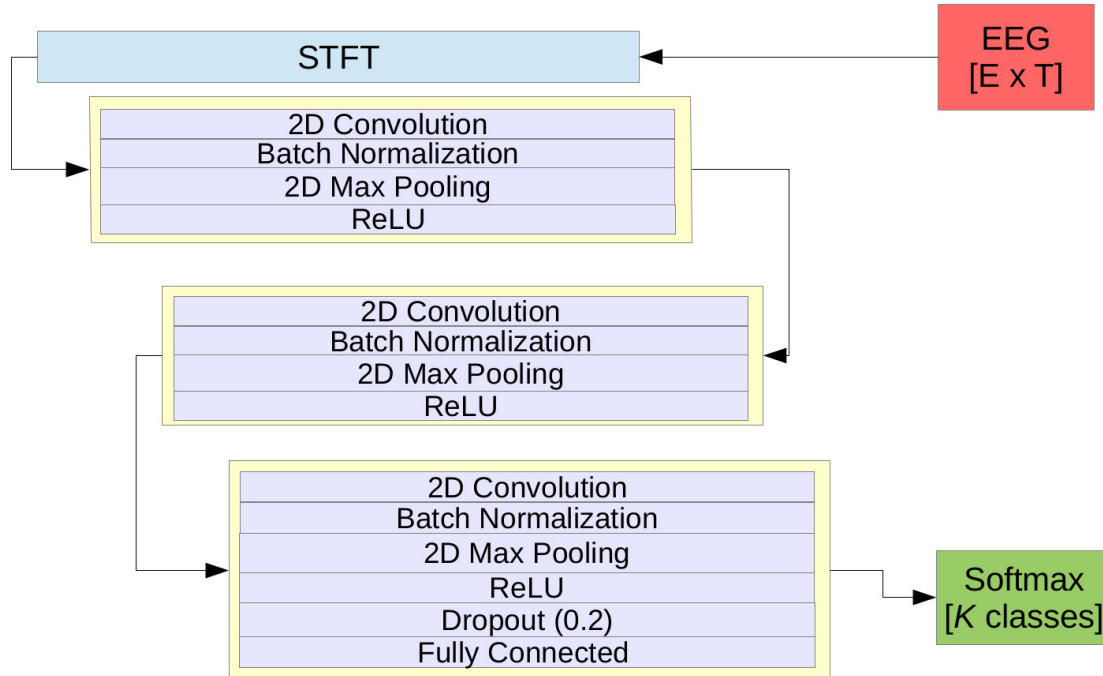 EEG
[E x T]
STFT
2D Convolution
Batch Normalization
2D Max Pooling
ReLU
2D Convolution
Batch Normalization
2D Max Pooling
ReLU
2D Convolution
Batch Normalization
2D Max Pooling
ReLU
Dropout (0.2)
Fully Connected
Softmax
[K classes]